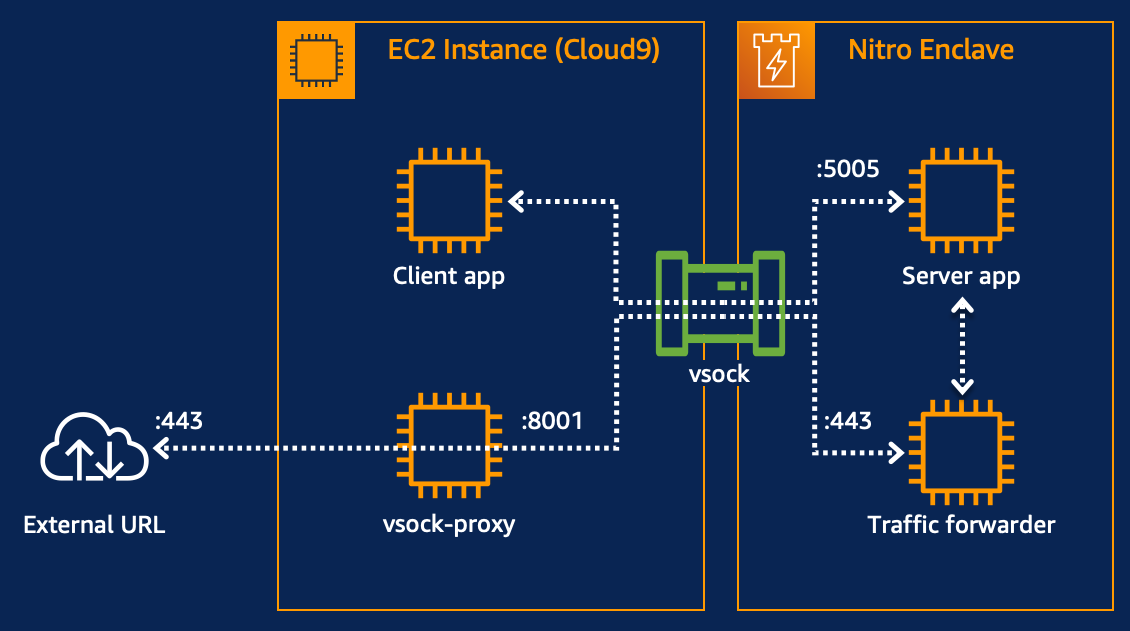 EC2 Instance (Cloud9)
Nitro Enclave
:5005
Client app
Server app
vsock
:443
:8001
:443
External URL
vsock-proxy
Traffic forwarder